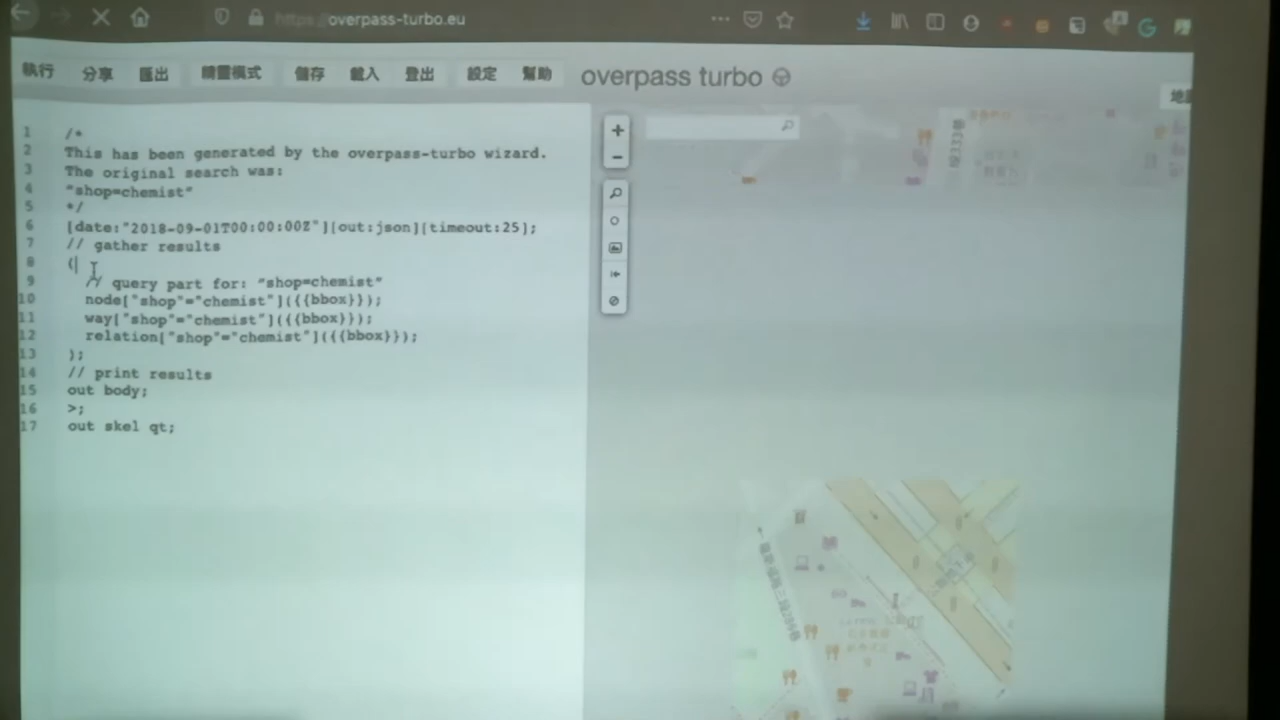 https://overpass-turbo.eu
執行 分享 匯出 精靈模式 儲存 載入 登出 設定 幫助 overpass turbo
1 /*
2 This has been generated by the overpass-turbo wizard.
3 The original search was:
4 "shop=chemist"
5 */
6 [date:"2018-09-01T00:00:00Z"][out:json][timeout:25];
7 // gather results
8 (
9 // query part for: "shop=chemist"
10 node["shop"="chemist"]({{bbox}});
11 way["shop"="chemist"]({{bbox}});
12 relation["shop"="chemist"]({{bbox}});
13 );
14 // print results
15 out body;
16 >;
17 out skel qt;